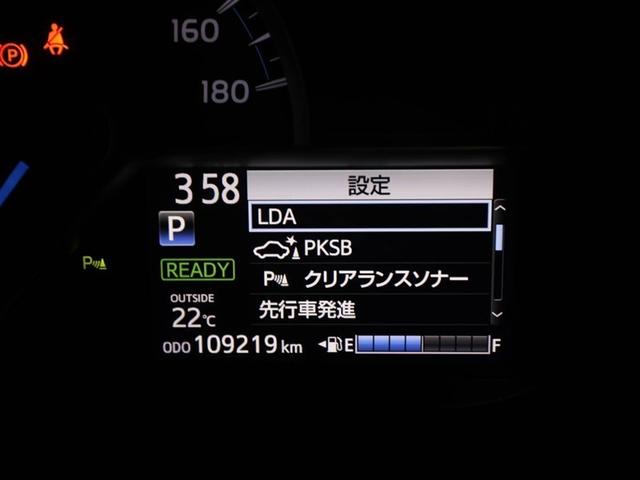 160
180
358
設定
LDA
P
PKSB
READY
P
クリアランスソナー
OUTSIDE
22℃
先行車発進
ODO 109219 km
E
F
P
P